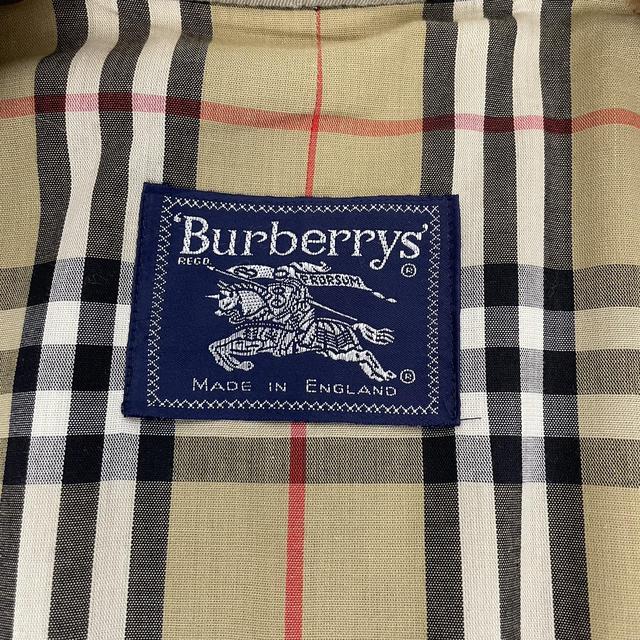 'Burberrys'
REGD.
®
PRORSUM
®
MADE IN ENGLAND